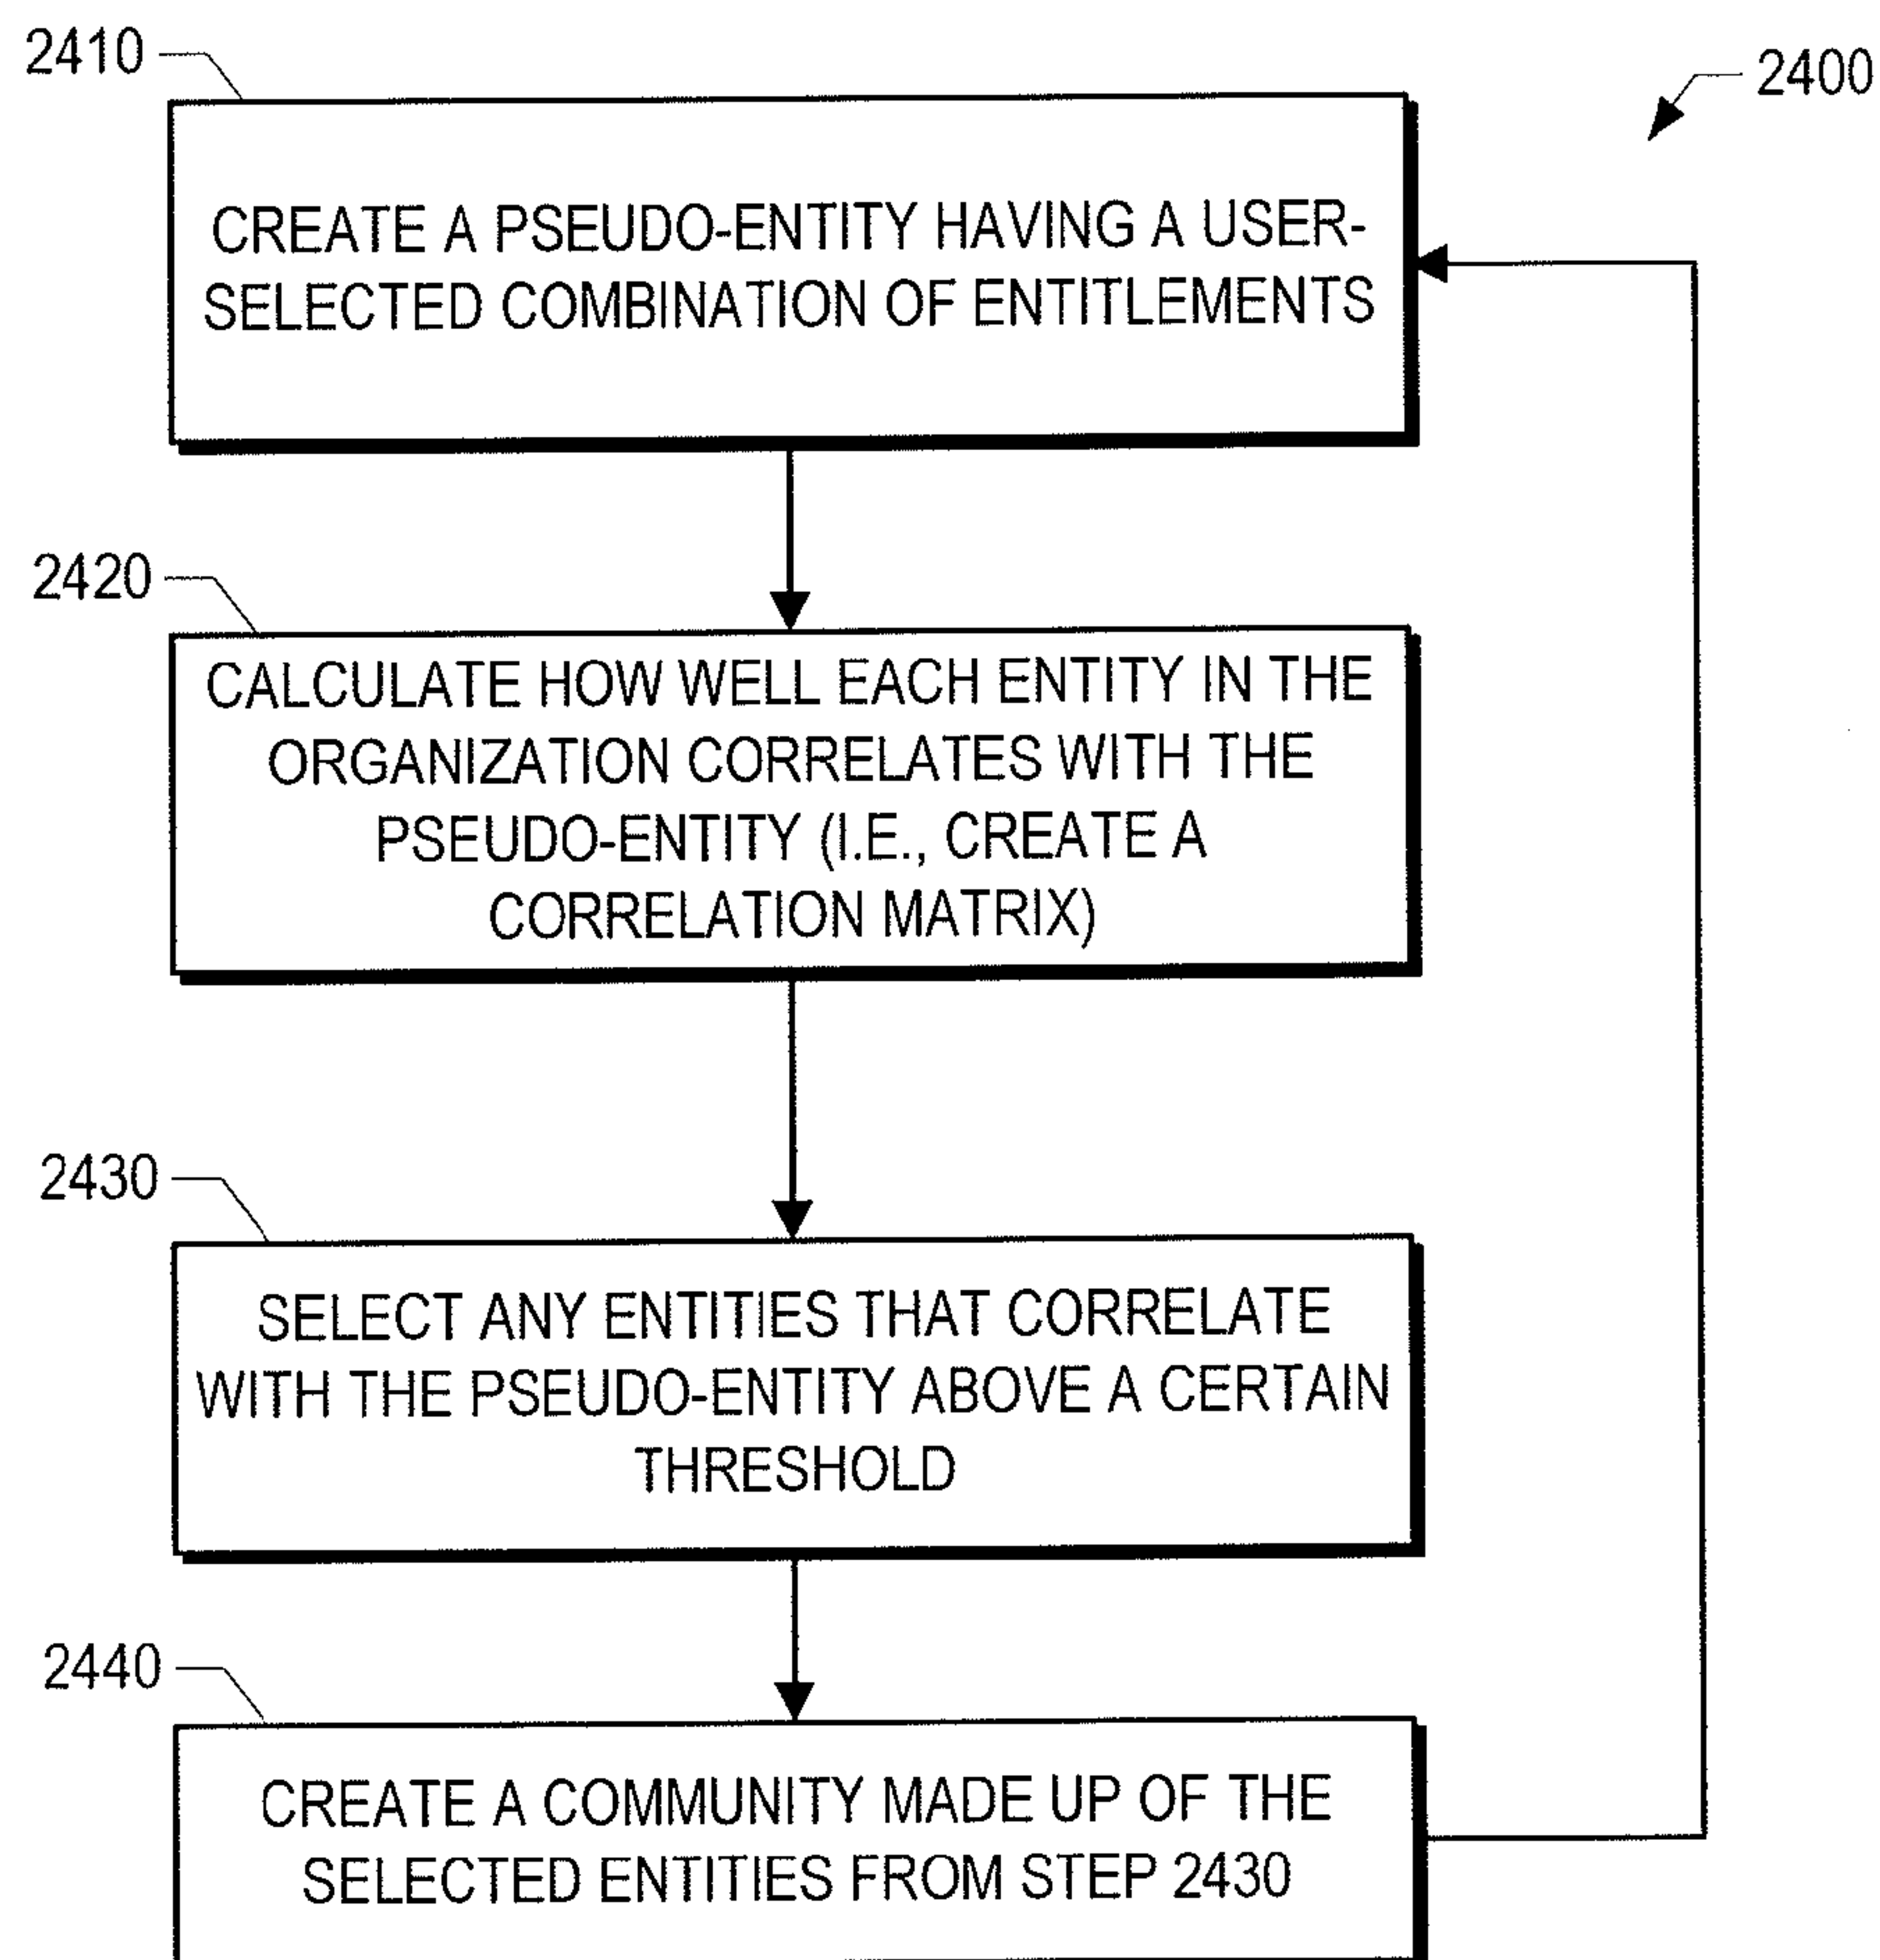 2410
2400
CREATE A PSEUDO-ENTITY HAVING A USER-
SELECTED COMBINATION OF ENTITLEMENTS
2420
CALCULATE HOW WELL EACH ENTITY IN THE
ORGANIZATION CORRELATES WITH THE
PSEUDO-ENTITY (I.E., CREATE A
CORRELATION MATRIX)
2430
SELECT ANY ENTITIES THAT CORRELATE
WITH THE PSEUDO-ENTITY ABOVE A CERTAIN
THRESHOLD
2440
CREATE A COMMUNITY MADE UP OF THE
SELECTED ENTITIES FROM STEP 2430